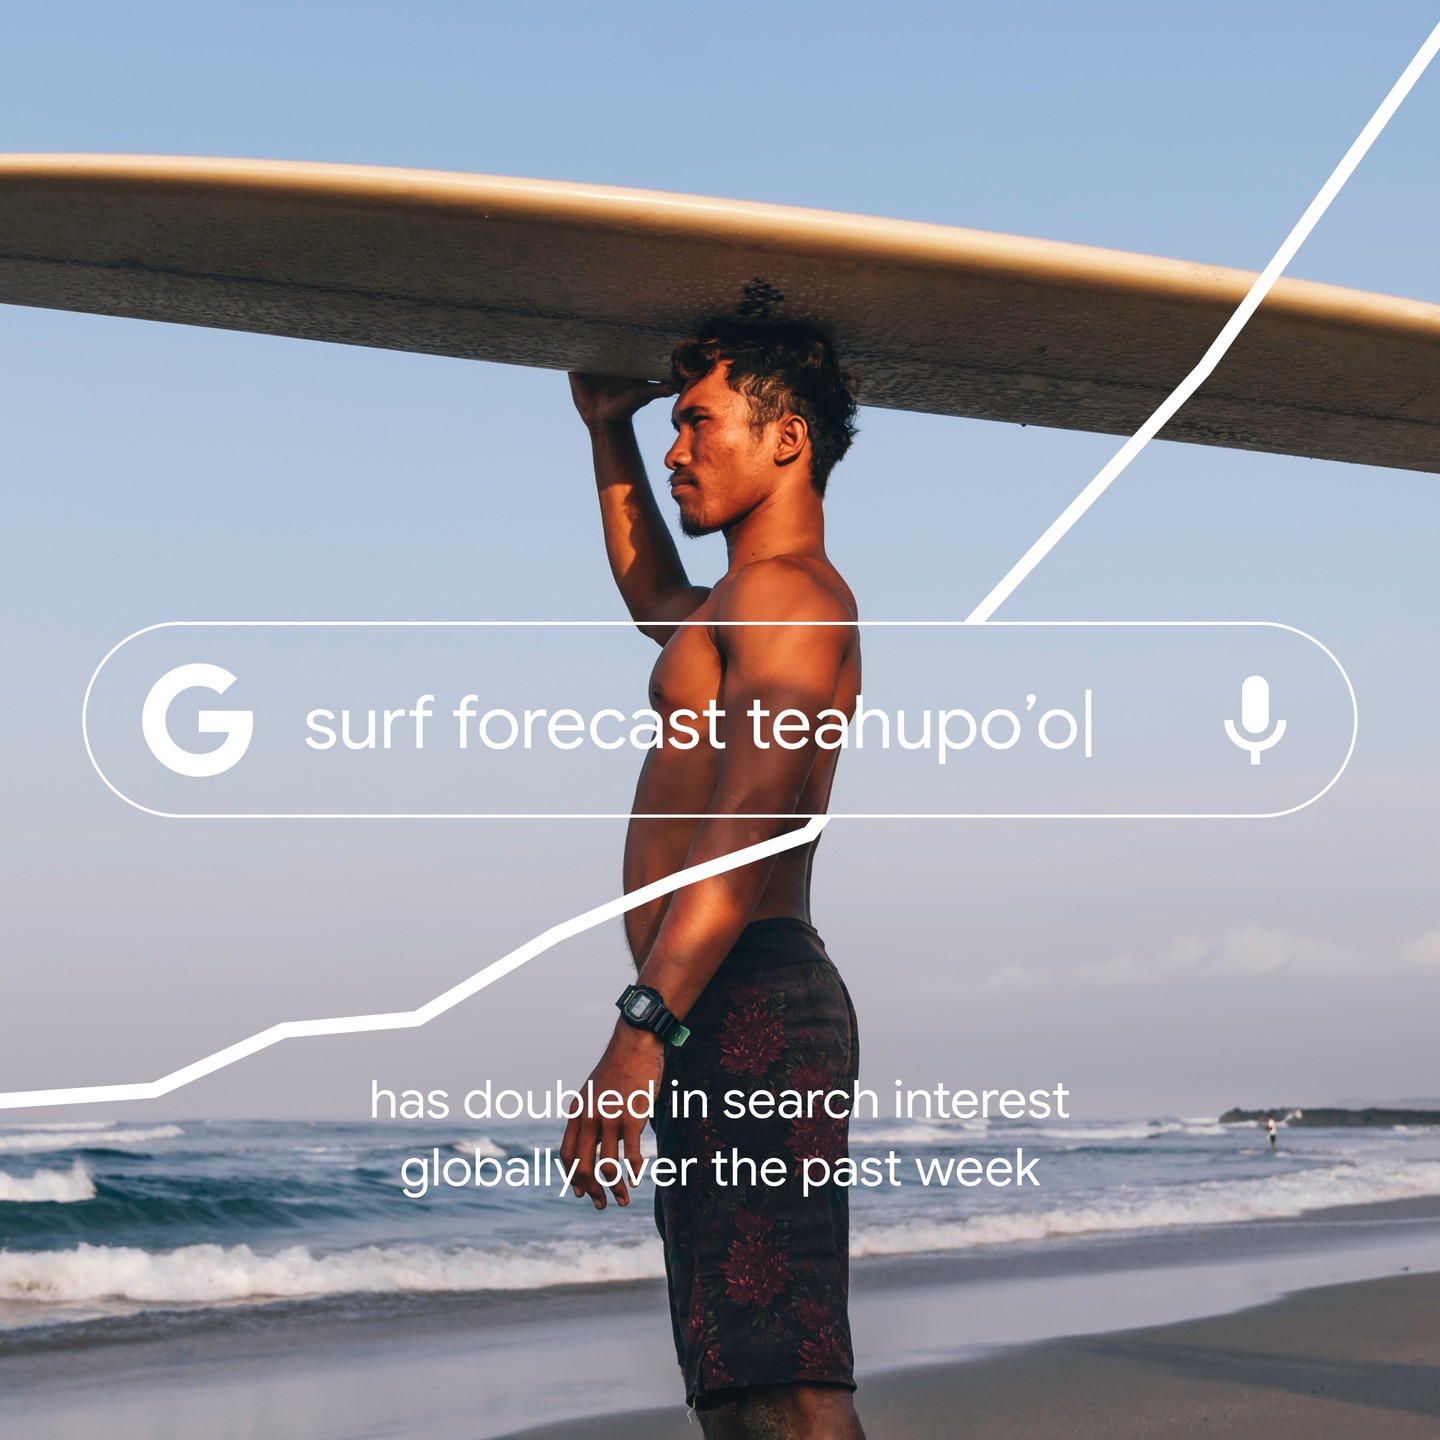 G surf forecast teahupo’o
has doubled in search interest
globally over the past week